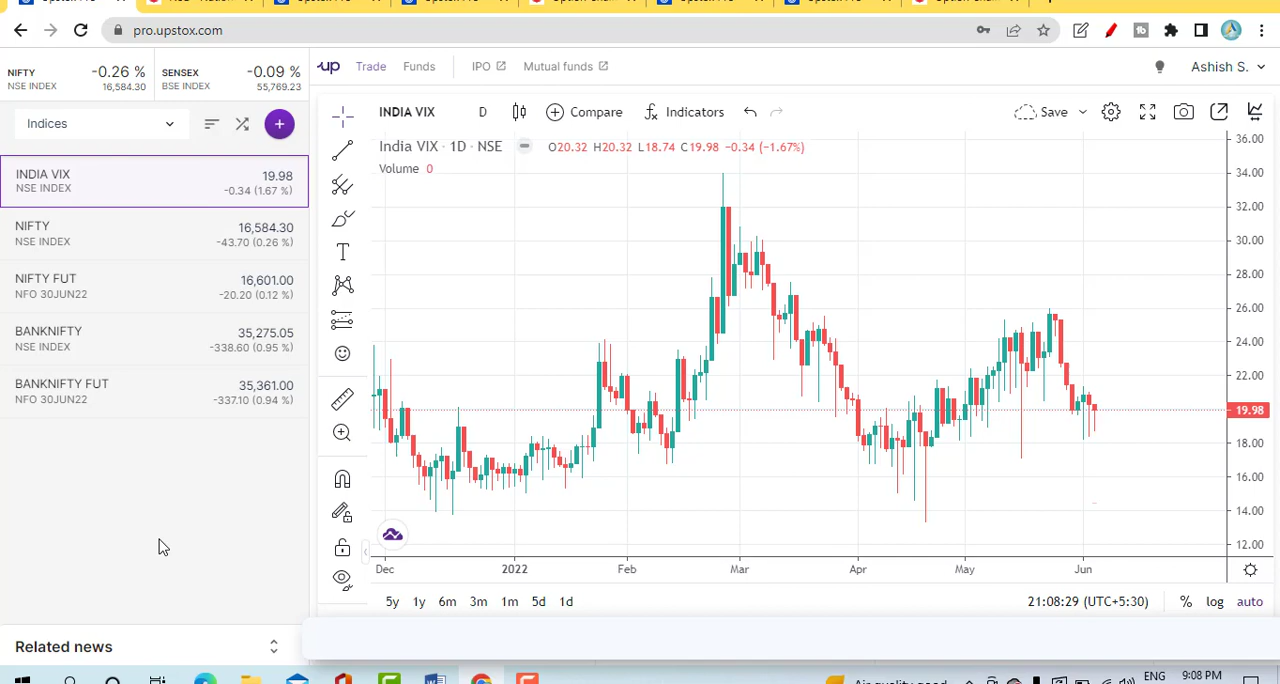 pro.upstox.com
NIFTY -0.26 % SENSEX -0.09 %
NSE INDEX 16,584.30 BSE INDEX 55,769.23
up Trade Funds IPO Mutual funds Ashish S.
Indices
INDIA VIX D Compare Indicators Save
India VIX · 1D · NSE O20.32 H20.32 L18.74 C19.98 −0.34 (−1.67%)
Volume 0
INDIA VIX 19.98
NSE INDEX -0.34 (1.67 %)
NIFTY 16,584.30
NSE INDEX -43.70 (0.26 %)
NIFTY FUT 16,601.00
NFO 30JUN22 -20.20 (0.12 %)
BANKNIFTY 35,275.05
NSE INDEX -338.60 (0.95 %)
BANKNIFTY FUT 35,361.00
NFO 30JUN22 -337.10 (0.94 %)
36.00
34.00
32.00
30.00
28.00
26.00
24.00
22.00
19.98
18.00
16.00
14.00
12.00
Dec 2022 Feb Mar Apr May Jun
5y 1y 6m 3m 1m 5d 1d 21:08:29 (UTC+5:30) % log auto
Related news
ENG 9:08 PM